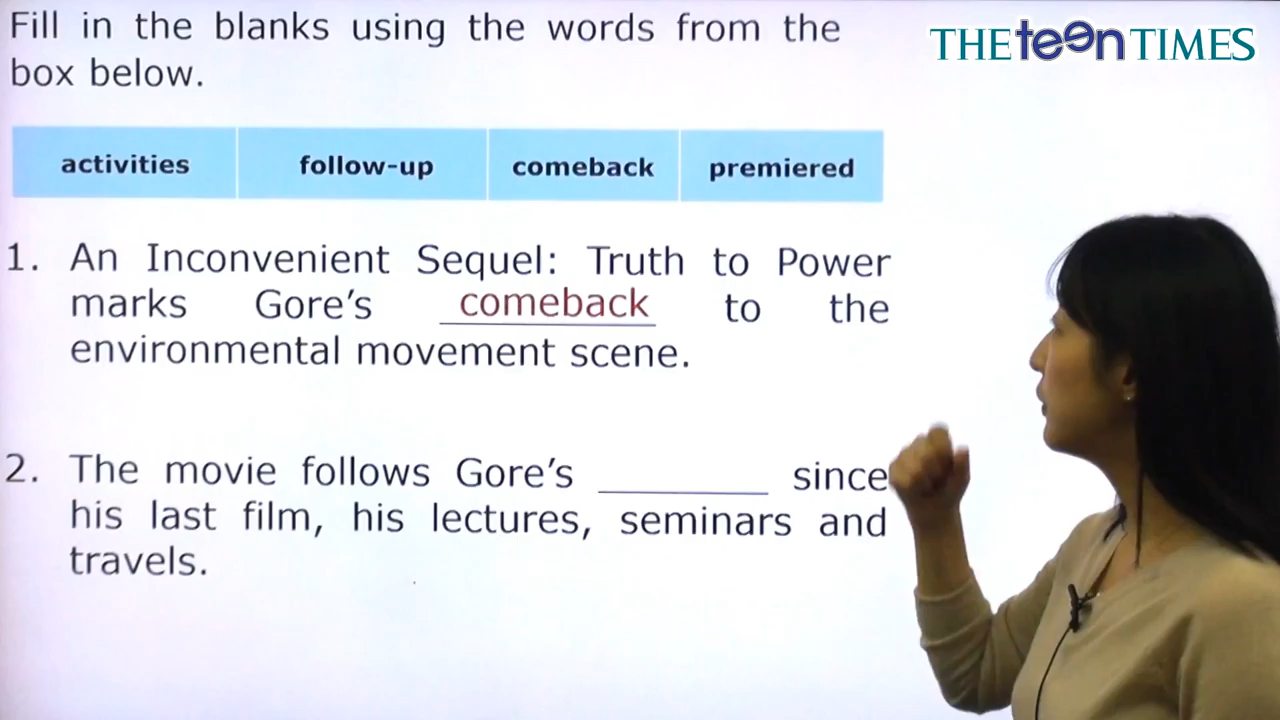 Fill in the blanks using the words from the
THE teen TIMES
box below.
activities follow-up comeback premiered
1. An Inconvenient Sequel: Truth to Power
marks Gore's comeback to the
environmental movement scene.
2. The movie follows Gore's ________ since
his last film, his lectures, seminars and
travels.